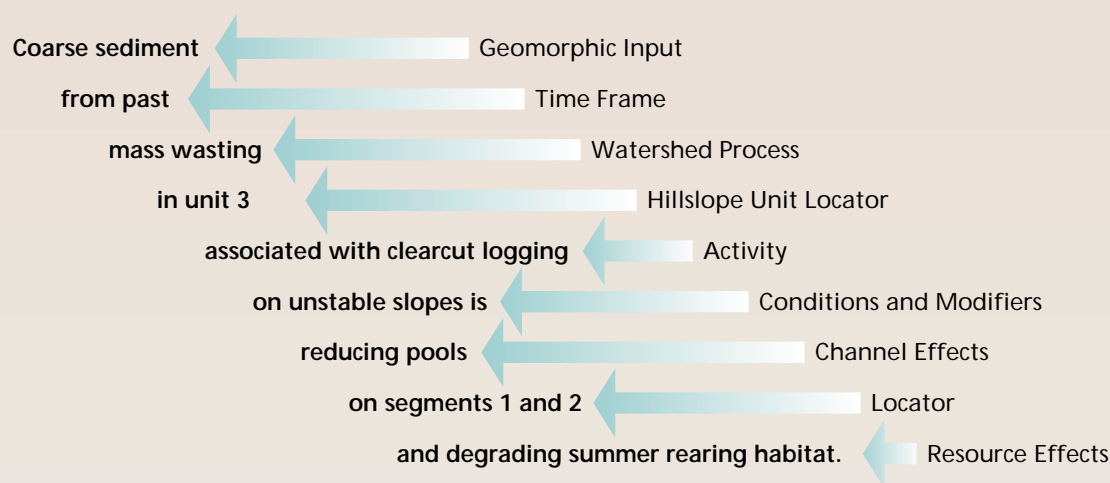 Coarse sediment Geomorphic Input
from past Time Frame
mass wasting Watershed Process
in unit 3 Hillslope Unit Locator
associated with clearcut logging Activity
on unstable slopes is Conditions and Modifiers
reducing pools Channel Effects
on segments 1 and 2 Locator
and degrading summer rearing habitat. Resource Effects